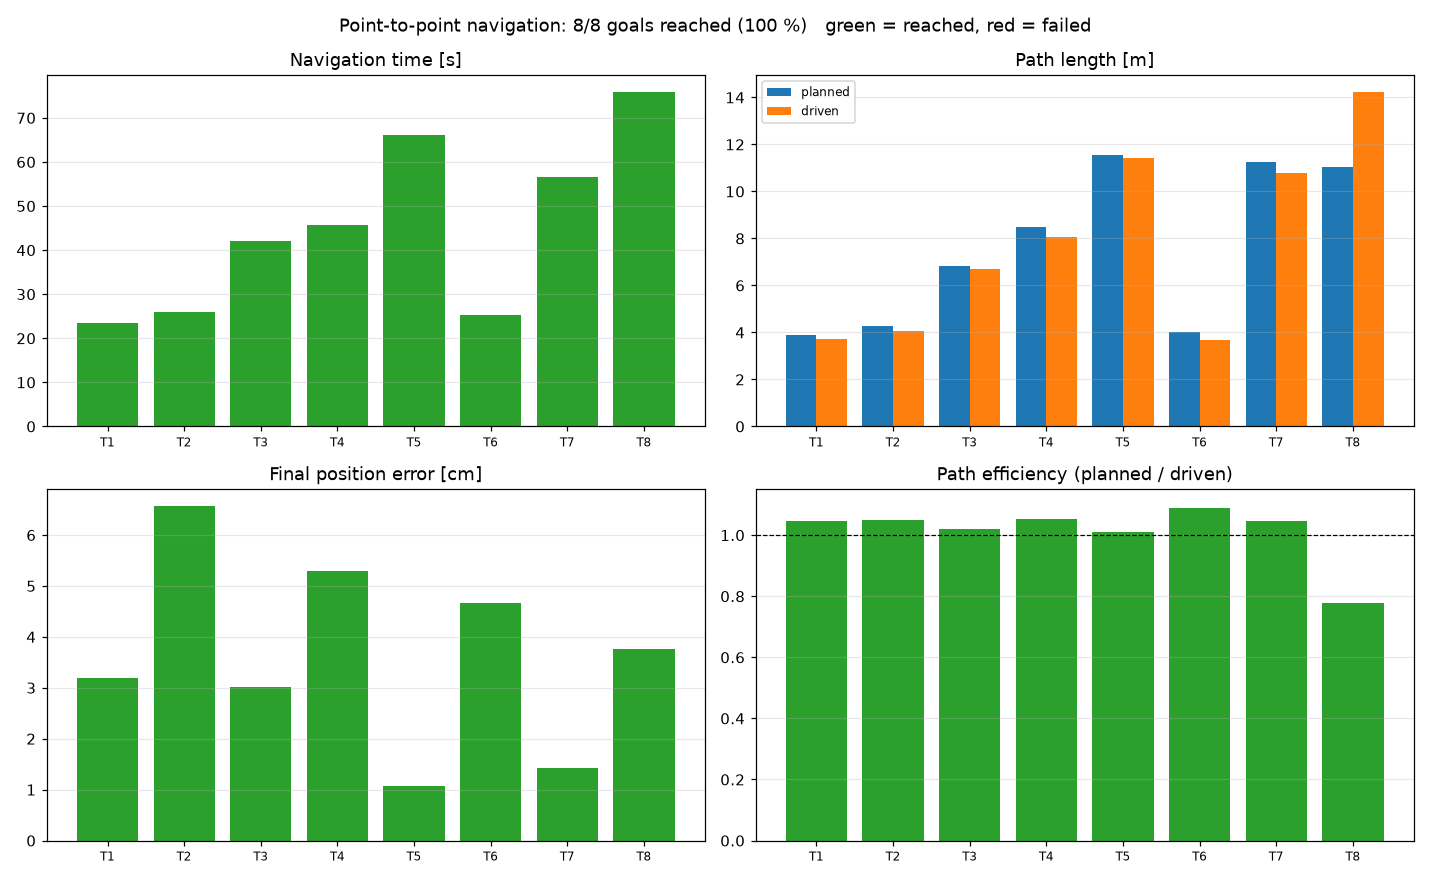 Point-to-point navigation: 8/8 goals reached (100 %)   green = reached, red = failed
Navigation time [s]
70
60
50
40
30
20
10
0
T1 T2 T3 T4 T5 T6 T7 T8
Path length [m]
planned
driven
14
12
10
8
6
4
2
0
T1 T2 T3 T4 T5 T6 T7 T8
Final position error [cm]
6
5
4
3
2
1
0
T1 T2 T3 T4 T5 T6 T7 T8
Path efficiency (planned / driven)
1.0
0.8
0.6
0.4
0.2
0.0
T1 T2 T3 T4 T5 T6 T7 T8